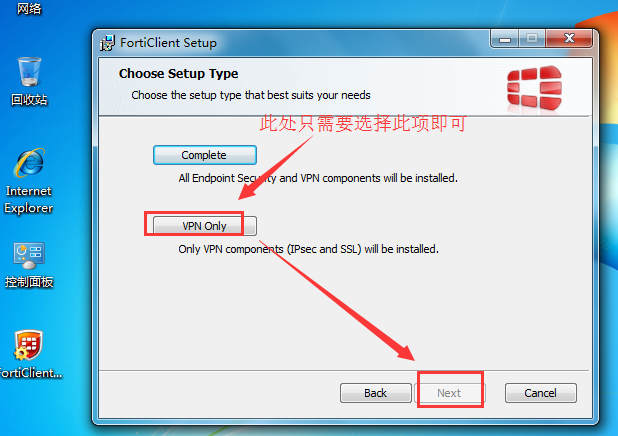 网络
回收站
Internet
Explorer
控制面板
FortiClient...
FortiClient Setup
Choose Setup Type
Choose the setup type that best suits your needs
此处只需要选择此项即可
Complete
All Endpoint Security and VPN components will be installed.
VPN Only
Only VPN components (IPsec and SSL) will be installed.
Back
Next
Cancel